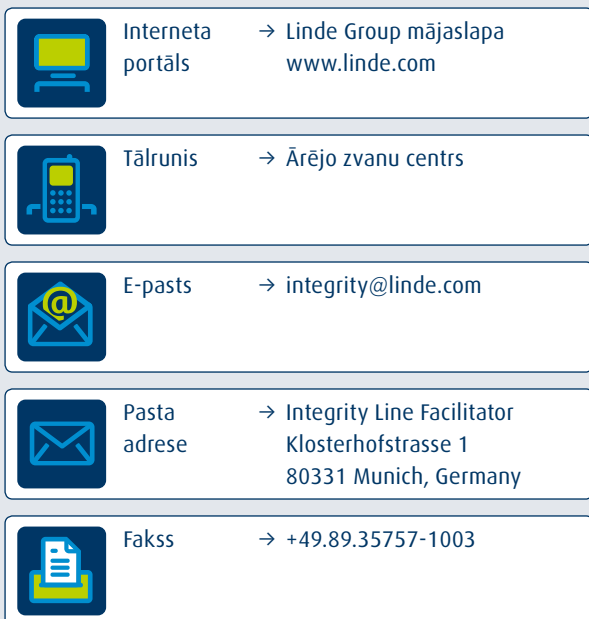 Interneta → Linde Group mājaslapa
portāls www.linde.com
Tālrunis → Ārējo zvanu centrs
@
E-pasts → integrity@linde.com
Pasta → Integrity Line Facilitator
adrese Klosterhofstrasse 1
80331 Munich, Germany
Fakss → +49.89.35757-1003